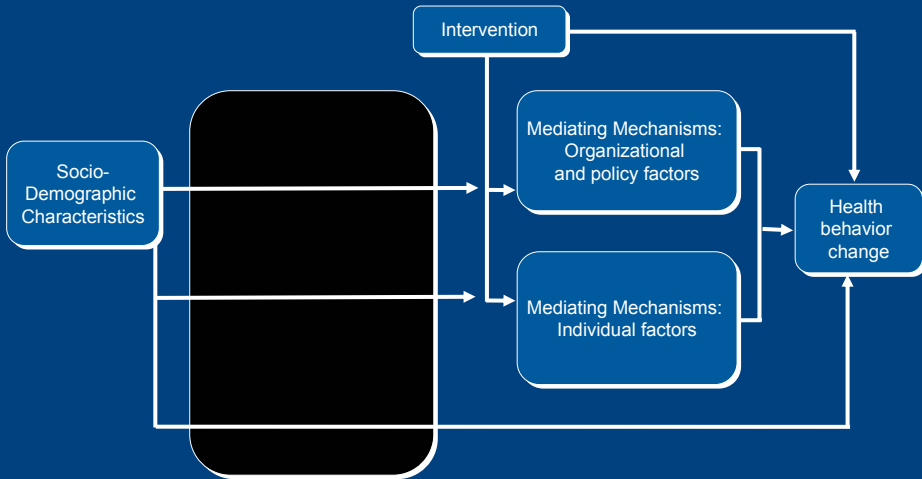 Intervention
Mediating Mechanisms:
Organizational
and policy factors
Socio-
Demographic
Characteristics
Health
behavior
change
Mediating Mechanisms:
Individual factors